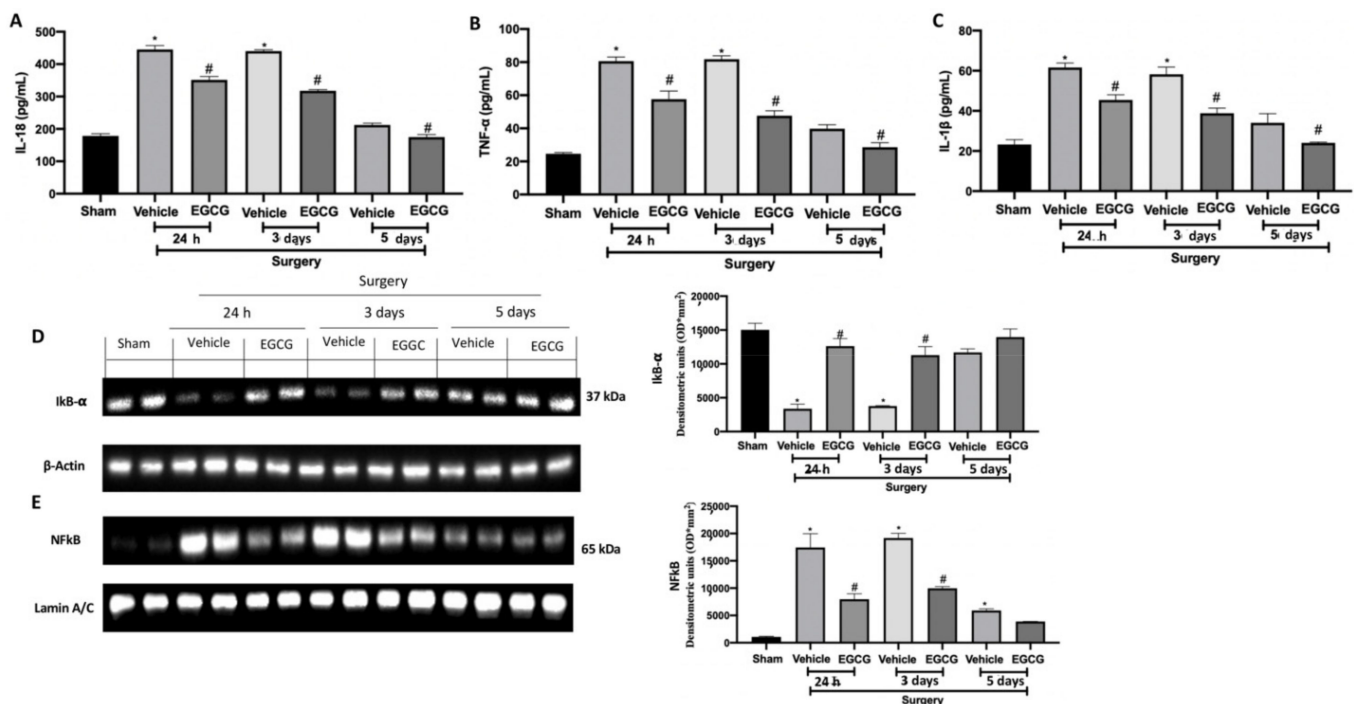 A
IL-18 (pg/mL)
500
400
300
200
100
0
*
#
*
#
#
Sham Vehicle EGCG Vehicle EGCG Vehicle EGCG
24 h 3 days 5 days
Surgery
B
TNF-α (pg/mL)
80
60
40
20
0
*
#
*
#
#
Sham Vehicle EGCG Vehicle EGCG Vehicle EGCG
24 h 3 days 5 days
Surgery
C
IL-1β (pg/mL)
80
60
40
20
0
*
#
*
#
#
Sham Vehicle EGCG Vehicle EGCG Vehicle EGCG
24 h 3 days 5 days
Surgery
Surgery
24 h 3 days 5 days
D
Sham Vehicle EGCG Vehicle EGGC Vehicle EGCG
IkB-α
37 kDa
β-Actin
IkB-α
Densitometric units (OD*mm²)
20000
15000
10000
5000
0
*
#
*
#
Sham Vehicle EGCG Vehicle EGCG Vehicle EGCG
24 h 3 days 5 days
Surgery
E
NFkB
65 kDa
Lamin A/C
NFkB
Densitometric units (OD*mm²)
25000
20000
15000
10000
5000
0
*
#
*
#
*
Sham Vehicle EGCG Vehicle EGCG Vehicle EGCG
24 h 3 days 5 days
Surgery